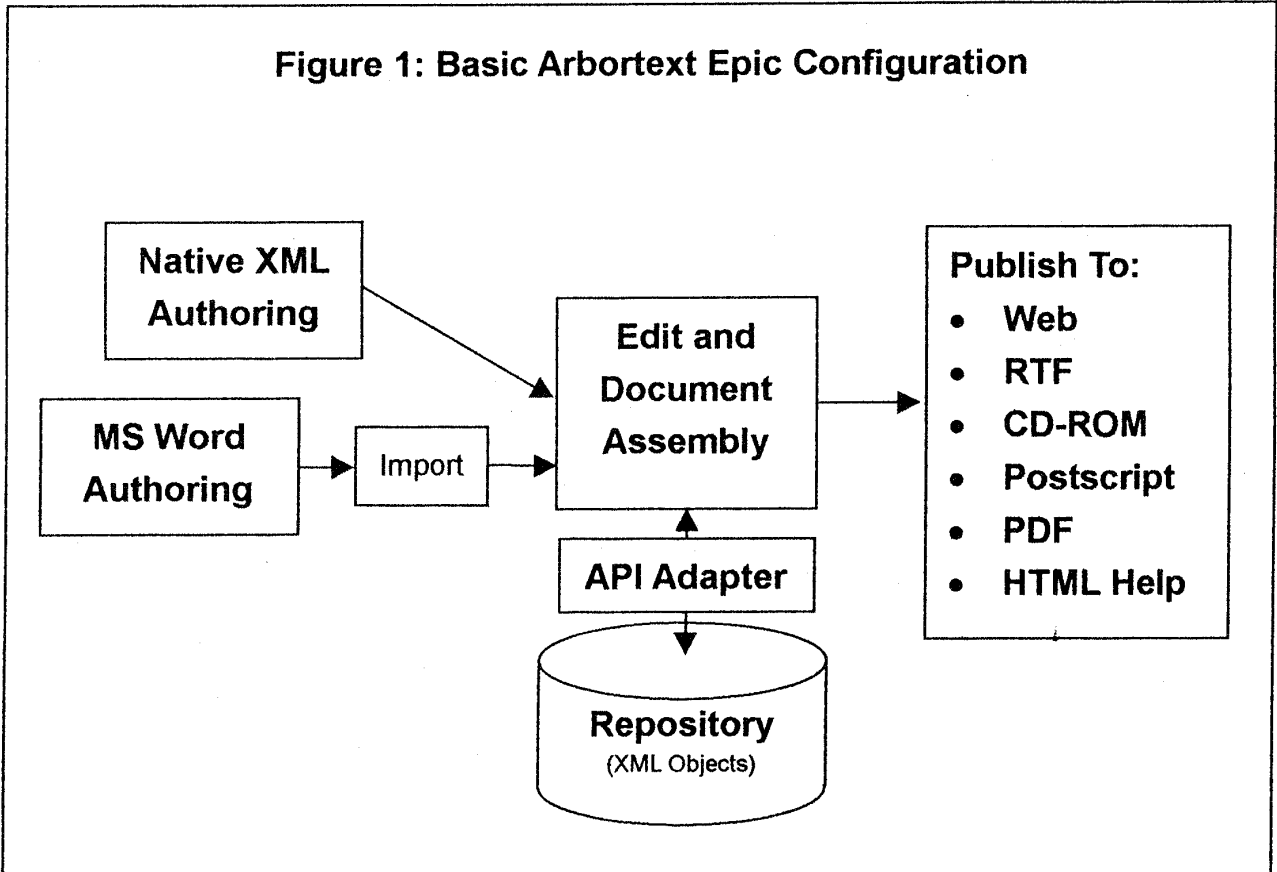 Figure 1: Basic Arbortext Epic Configuration
Native XML
Authoring
MS Word
Authoring
Import
Edit and
Document
Assembly
API Adapter
Repository
(XML Objects)
Publish To:
• Web
• RTF
• CD-ROM
• Postscript
• PDF
• HTML Help